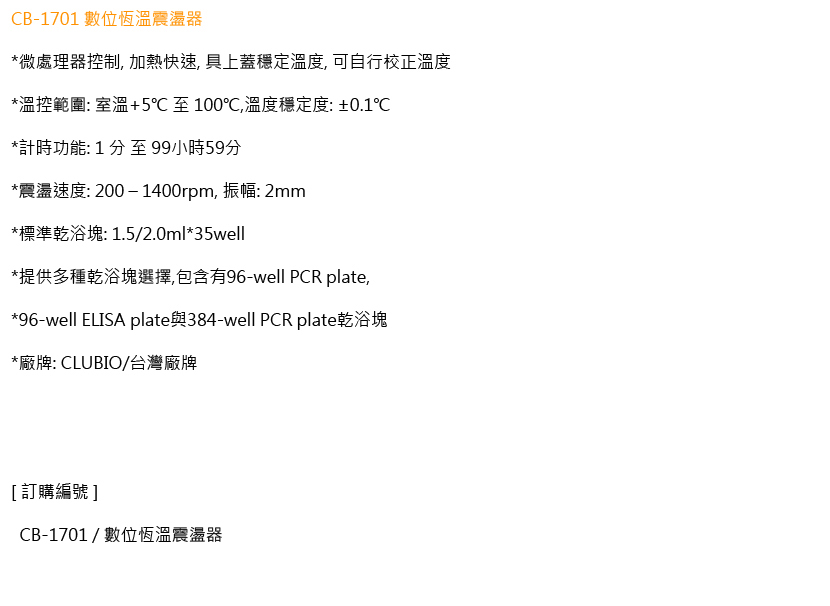 CB-1701 數位恆溫震盪器
*微處理器控制, 加熱快速, 具上蓋穩定溫度, 可自行校正溫度
*溫控範圍: 室溫+5℃ 至 100℃,溫度穩定度: ±0.1℃
*計時功能: 1 分 至 99小時59分
*震盪速度: 200 – 1400rpm, 振幅: 2mm
*標準乾浴塊: 1.5/2.0ml*35well
*提供多種乾浴塊選擇,包含有96-well PCR plate,
*96-well ELISA plate與384-well PCR plate乾浴塊
*廠牌: CLUBIO/台灣廠牌
[ 訂購編號 ]
CB-1701 / 數位恆溫震盪器